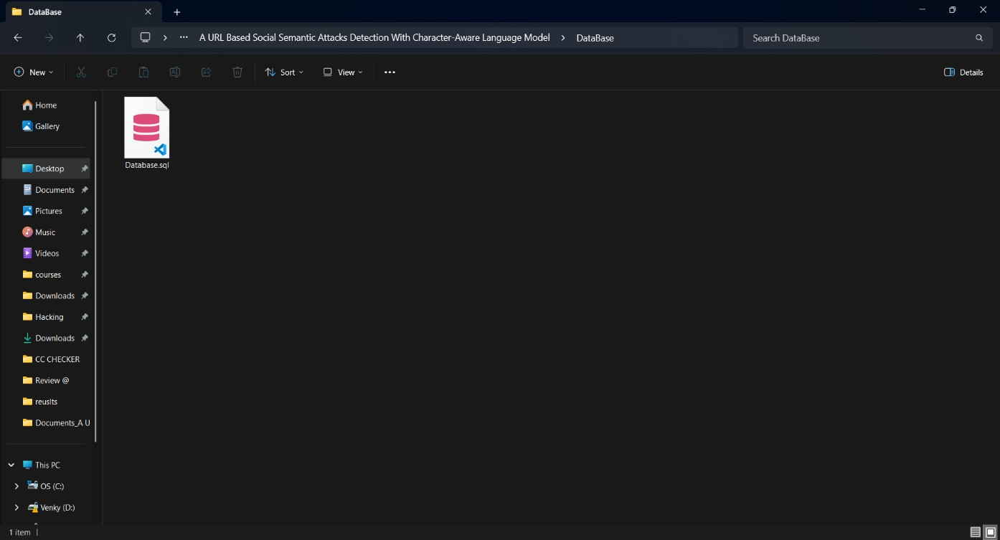 DataBase
A URL Based Social Semantic Attacks Detection With Character-Aware Language Model > DataBase
Search DataBase
New
Sort
View
Details
Home
Gallery
Desktop
Documents
Pictures
Music
Videos
courses
Downloads
Hacking
Downloads
CC CHECKER
Review @
reuslts
Documents_A U
This PC
OS (C:)
Venky (D:)
Database.sql
1 item